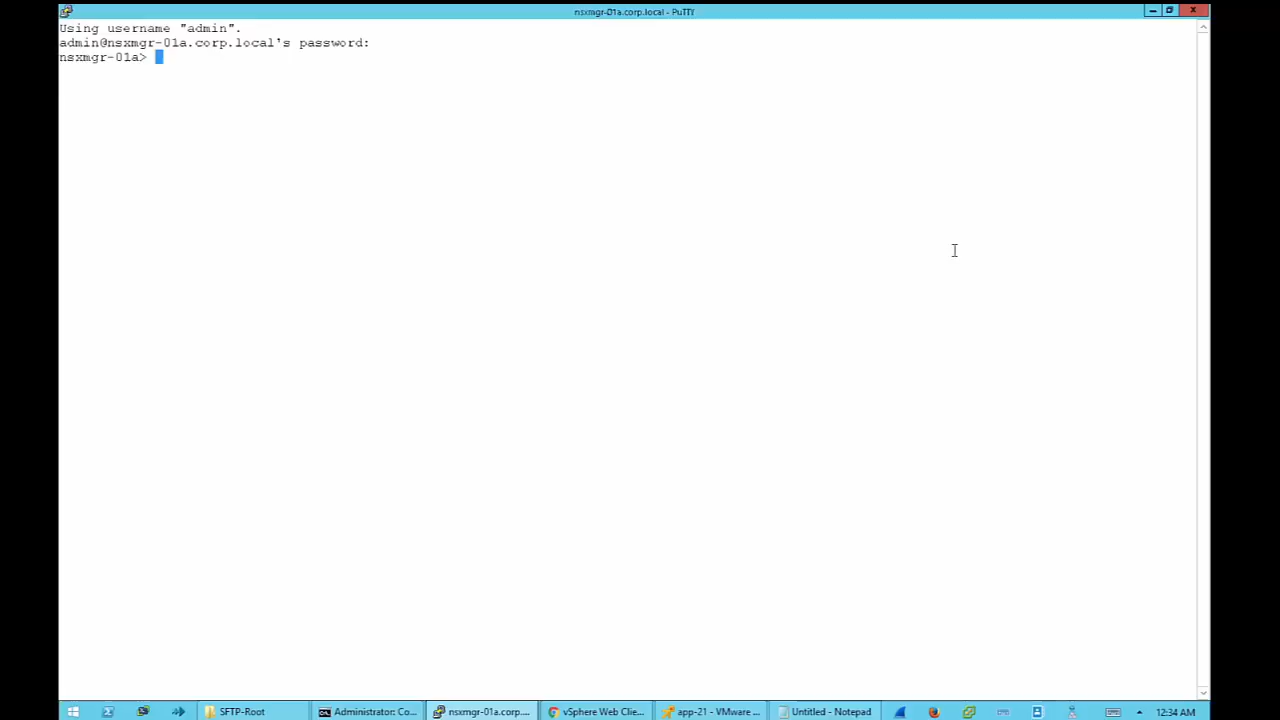 nsxmgr-01a.corp.local - PuTTY
Using username "admin".
admin@nsxmgr-01a.corp.local's password:
nsxmgr-01a>
SFTP-Root
Administrator: Co...
nsxmgr-01a.corp....
vSphere Web Clie...
app-21 - VMware ...
Untitled - Notepad
12:34 AM